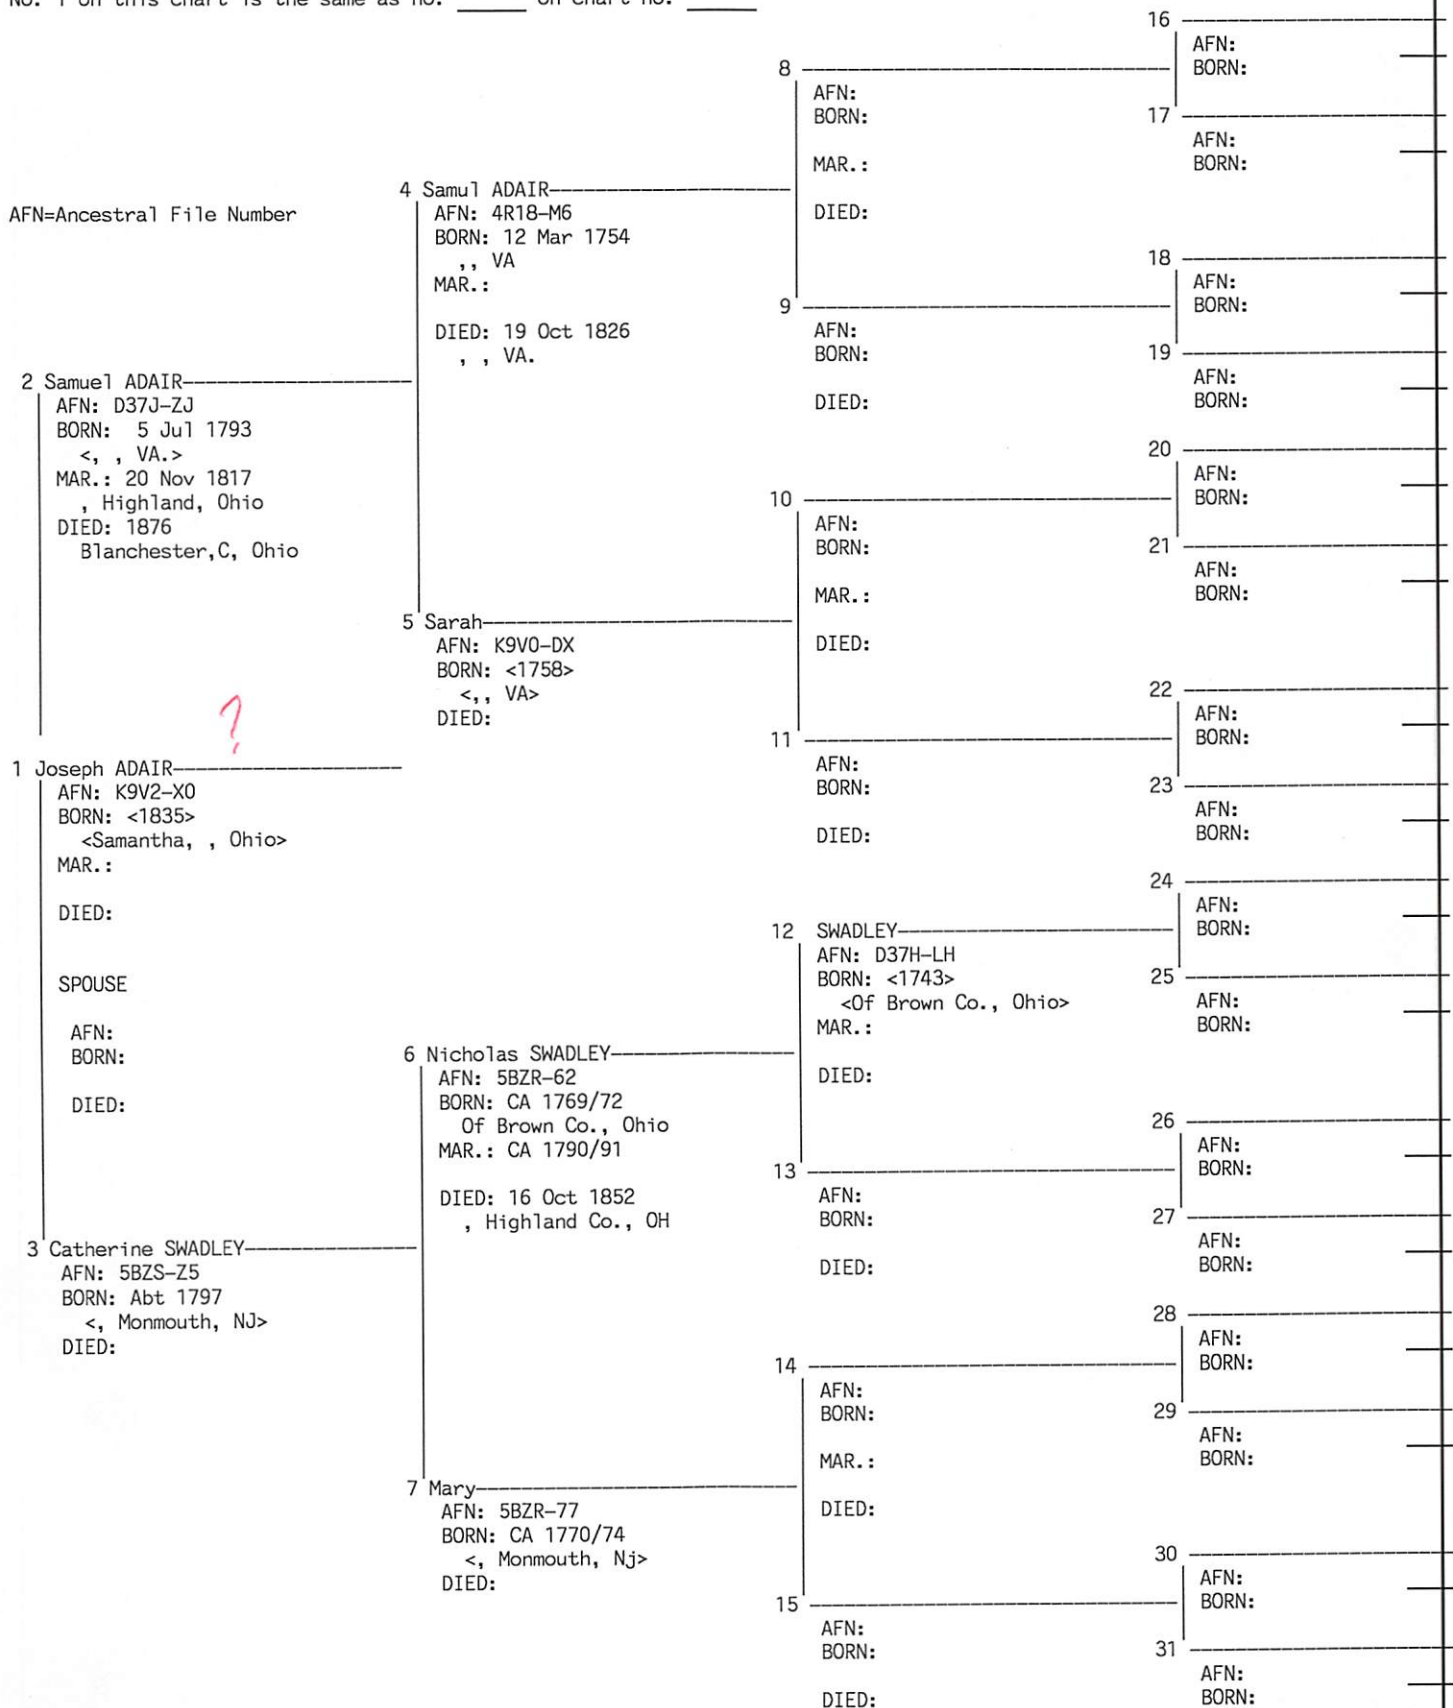 No. 1 on this chart is the same as no. _____ on chart no. _____
AFN=Ancestral File Number
2 Samuel ADAIR
AFN: D37J-ZJ
BORN: 5 Jul 1793
<, , VA.>
MAR.: 20 Nov 1817
, Highland, Ohio
DIED: 1876
Blanchester,C, Ohio
?
1 Joseph ADAIR
AFN: K9V2-X0
BORN: <1835>
<Samantha, , Ohio>
MAR.:
DIED:
SPOUSE
AFN:
BORN:
DIED:
3 Catherine SWADLEY
AFN: 5BZS-Z5
BORN: Abt 1797
<, Monmouth, NJ>
DIED:
4 Samul ADAIR
AFN: 4R18-M6
BORN: 12 Mar 1754
,, VA
MAR.:
DIED: 19 Oct 1826
, , VA.
5 Sarah
AFN: K9V0-DX
BORN: <1758>
<,, VA>
DIED:
6 Nicholas SWADLEY
AFN: 5BZR-62
BORN: CA 1769/72
Of Brown Co., Ohio
MAR.: CA 1790/91
DIED: 16 Oct 1852
, Highland Co., OH
7 Mary
AFN: 5BZR-77
BORN: CA 1770/74
<, Monmouth, Nj>
DIED:
8
AFN:
BORN:
MAR.:
DIED:
9
AFN:
BORN:
DIED:
10
AFN:
BORN:
MAR.:
DIED:
11
AFN:
BORN:
DIED:
12 SWADLEY
AFN: D37H-LH
BORN: <1743>
<Of Brown Co., Ohio>
MAR.:
DIED:
13
AFN:
BORN:
DIED:
14
AFN:
BORN:
MAR.:
DIED:
15
AFN:
BORN:
DIED:
16
AFN:
BORN:
17
AFN:
BORN:
18
AFN:
BORN:
19
AFN:
BORN:
20
AFN:
BORN:
21
AFN:
BORN:
22
AFN:
BORN:
23
AFN:
BORN:
24
AFN:
BORN:
25
AFN:
BORN:
26
AFN:
BORN:
27
AFN:
BORN:
28
AFN:
BORN:
29
AFN:
BORN:
30
AFN:
BORN:
31
AFN:
BORN: